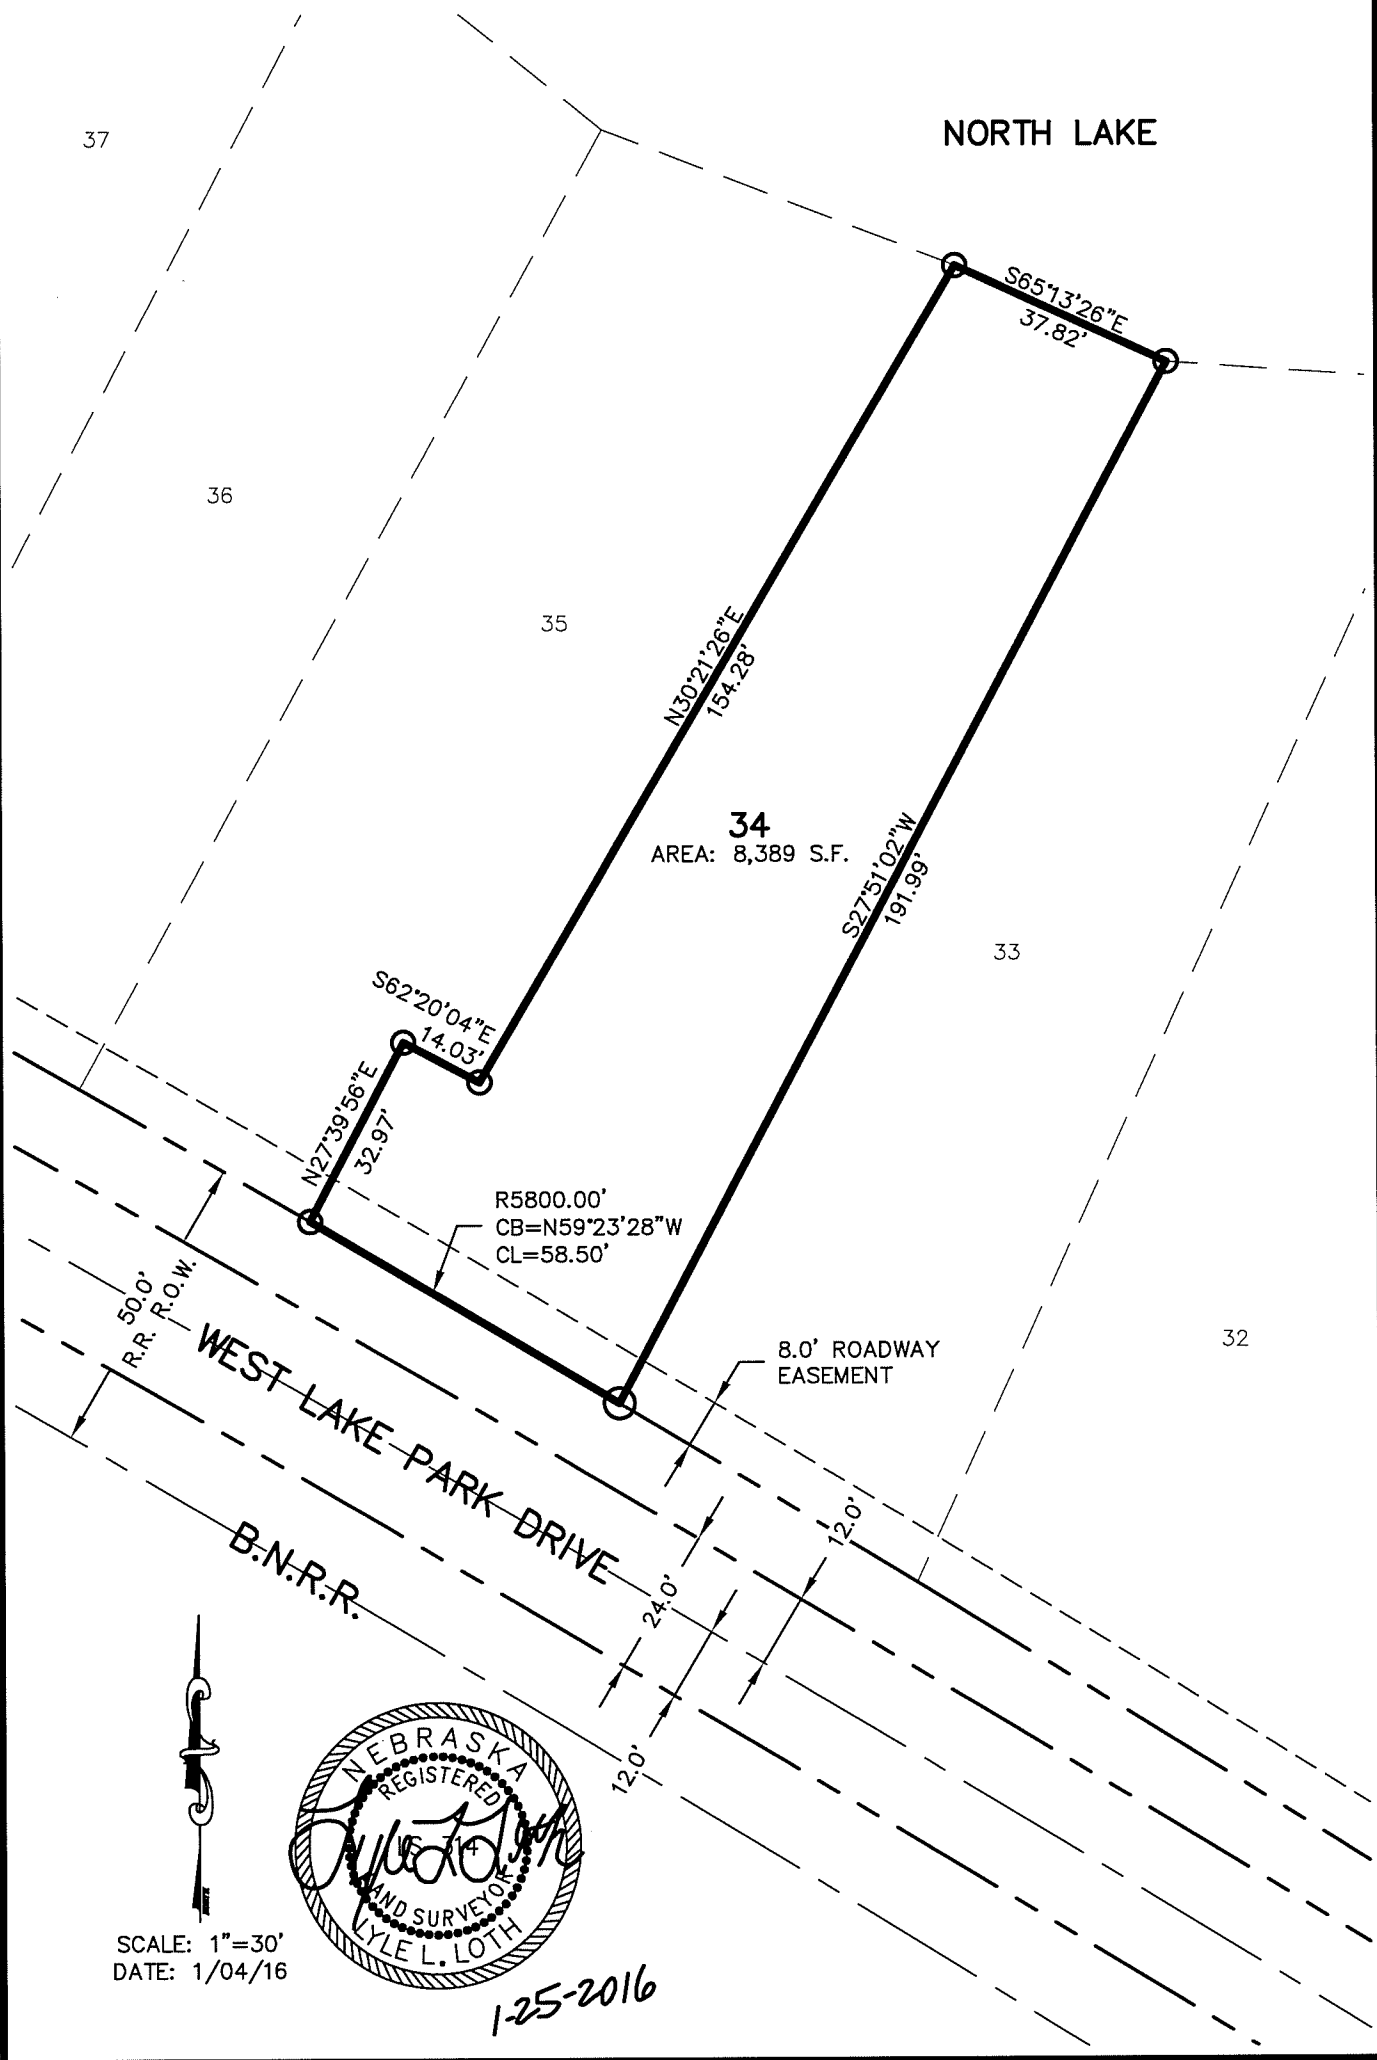 NORTH LAKE
37
S65°13'26"E
37.82'
36
35
N30°21'26"E
154.28'
34
AREA: 8,389 S.F.
S27°51'02"W
191.99'
33
S62°20'04"E
14.03'
N27°39'56"E
32.97'
R5800.00'
CB=N59°23'28"W
CL=58.50'
50.0'
R.R. R.O.W.
8.0' ROADWAY
EASEMENT
32
WEST LAKE PARK DRIVE
B.N.R.R.
12.0'
24.0'
12.0'
NEBRASKA
REGISTERED
LS 314
LAND SURVEYOR
LYLE L. LOTH
Lyle L Loth
SCALE: 1"=30'
DATE: 1/04/16
1-25-2016